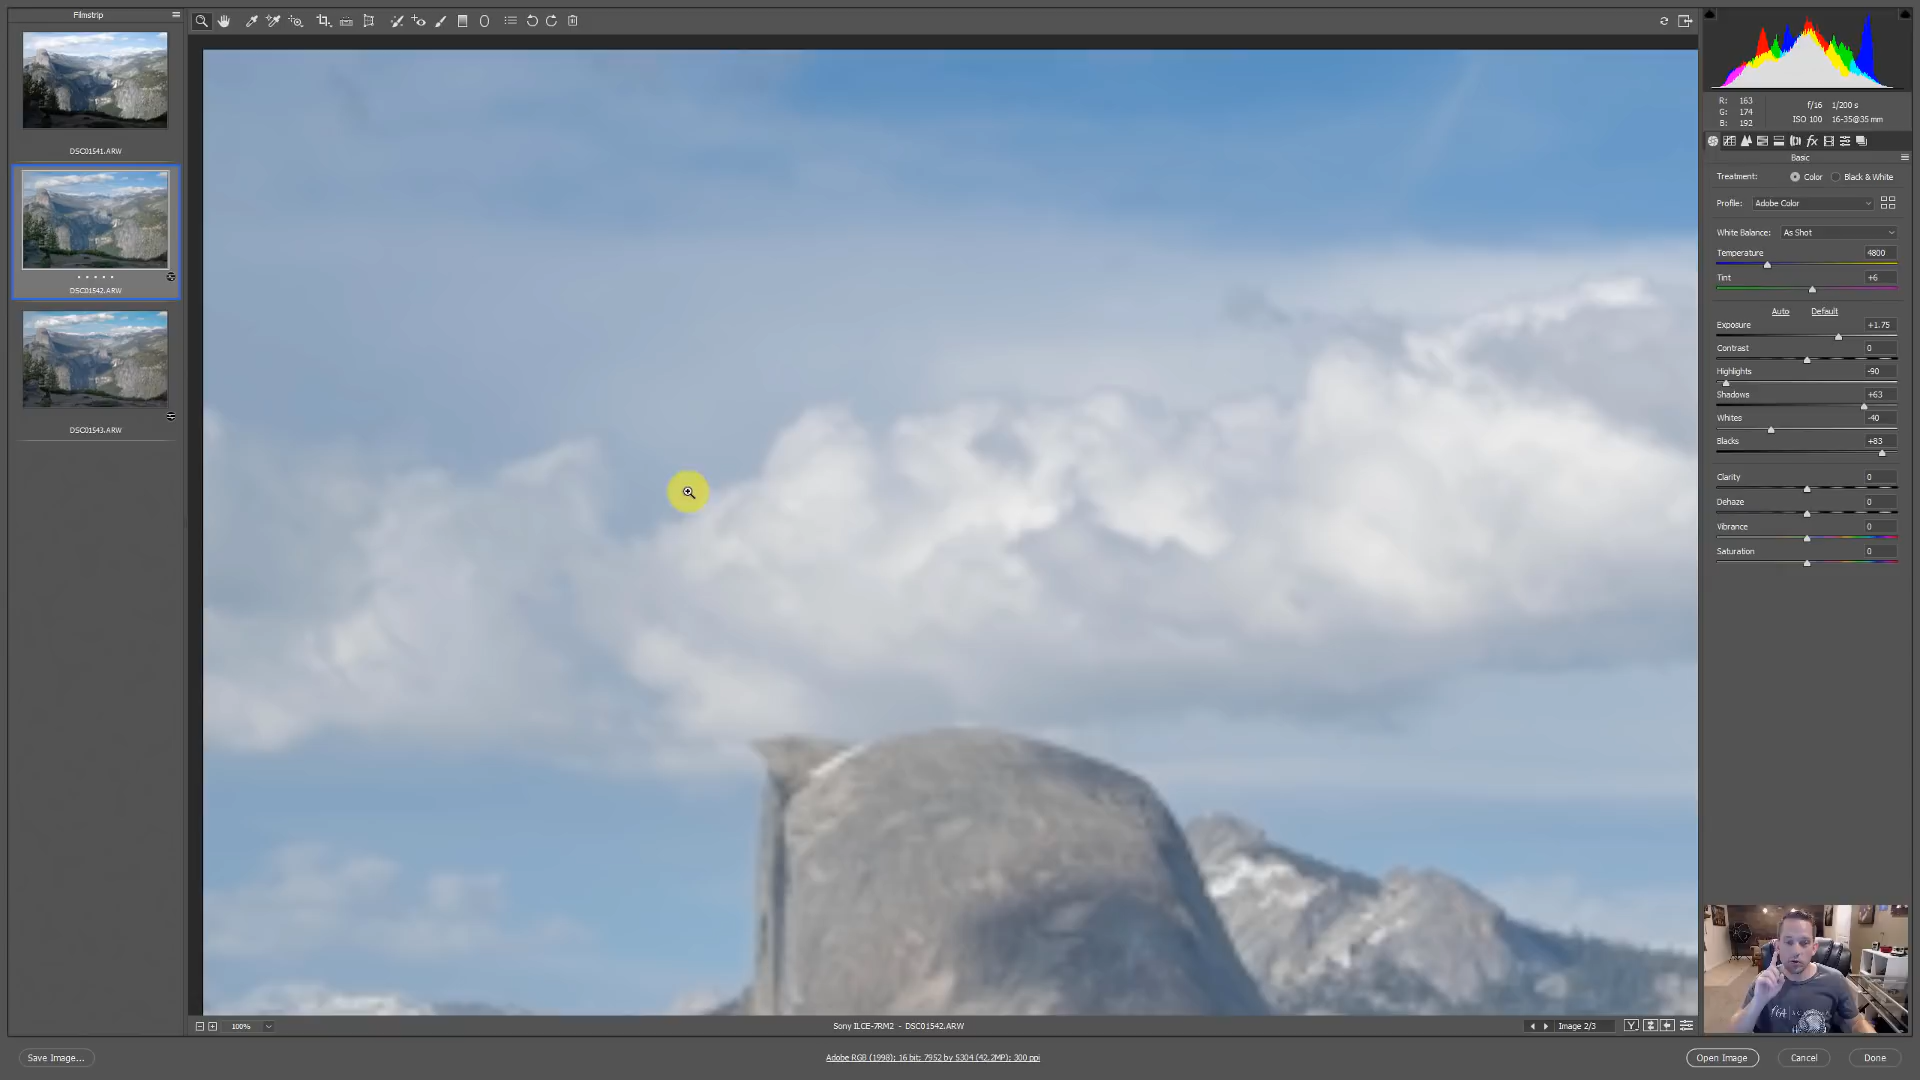 Filmstrip
DSC01541.ARW
DSC01542.ARW
DSC01543.ARW
R: 163
G: 174
B: 192
f/16 1/200 s
ISO 100 16-35@35 mm
Basic
Treatment: Color Black & White
Profile: Adobe Color
White Balance: As Shot
Temperature 4800
Tint +6
Auto Default
Exposure +1.75
Contrast 0
Highlights -90
Shadows +63
Whites -40
Blacks +83
Clarity 0
Dehaze 0
Vibrance 0
Saturation 0
100%
Sony ILCE-7RM2 - DSC01542.ARW
Image 2/3
Save Image...
Adobe RGB (1998); 16 bit; 7952 by 5304 (42.2MP); 300 ppi
Open Image
Cancel
Done